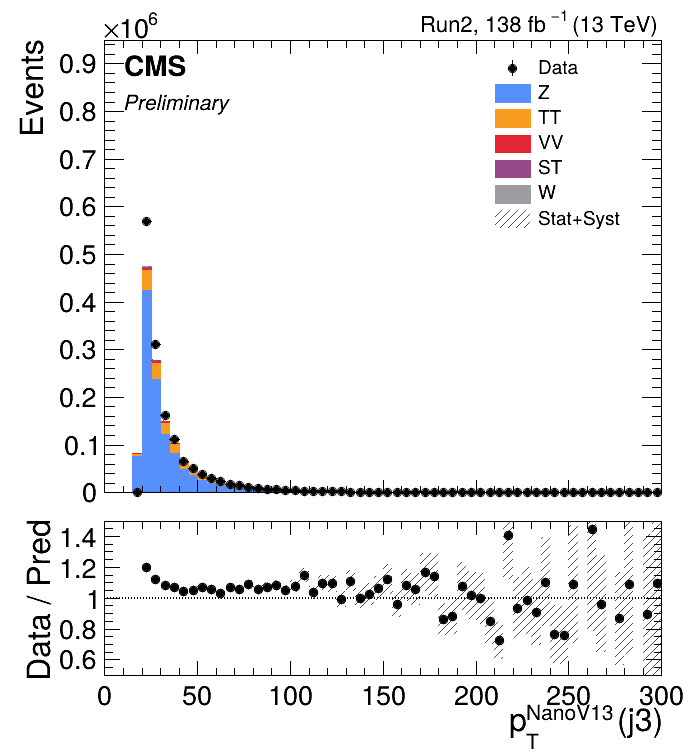 ×10⁶
Run2, 138 fb⁻¹ (13 TeV)
CMS
Preliminary
Events
0.9
0.8
0.7
0.6
0.5
0.4
0.3
0.2
0.1
0
Data
Z
TT
VV
ST
W
Stat+Syst
Data / Pred
1.4
1.2
1
0.8
0.6
0 50 100 150 200 250 300
p_T^NanoV13 (j3)